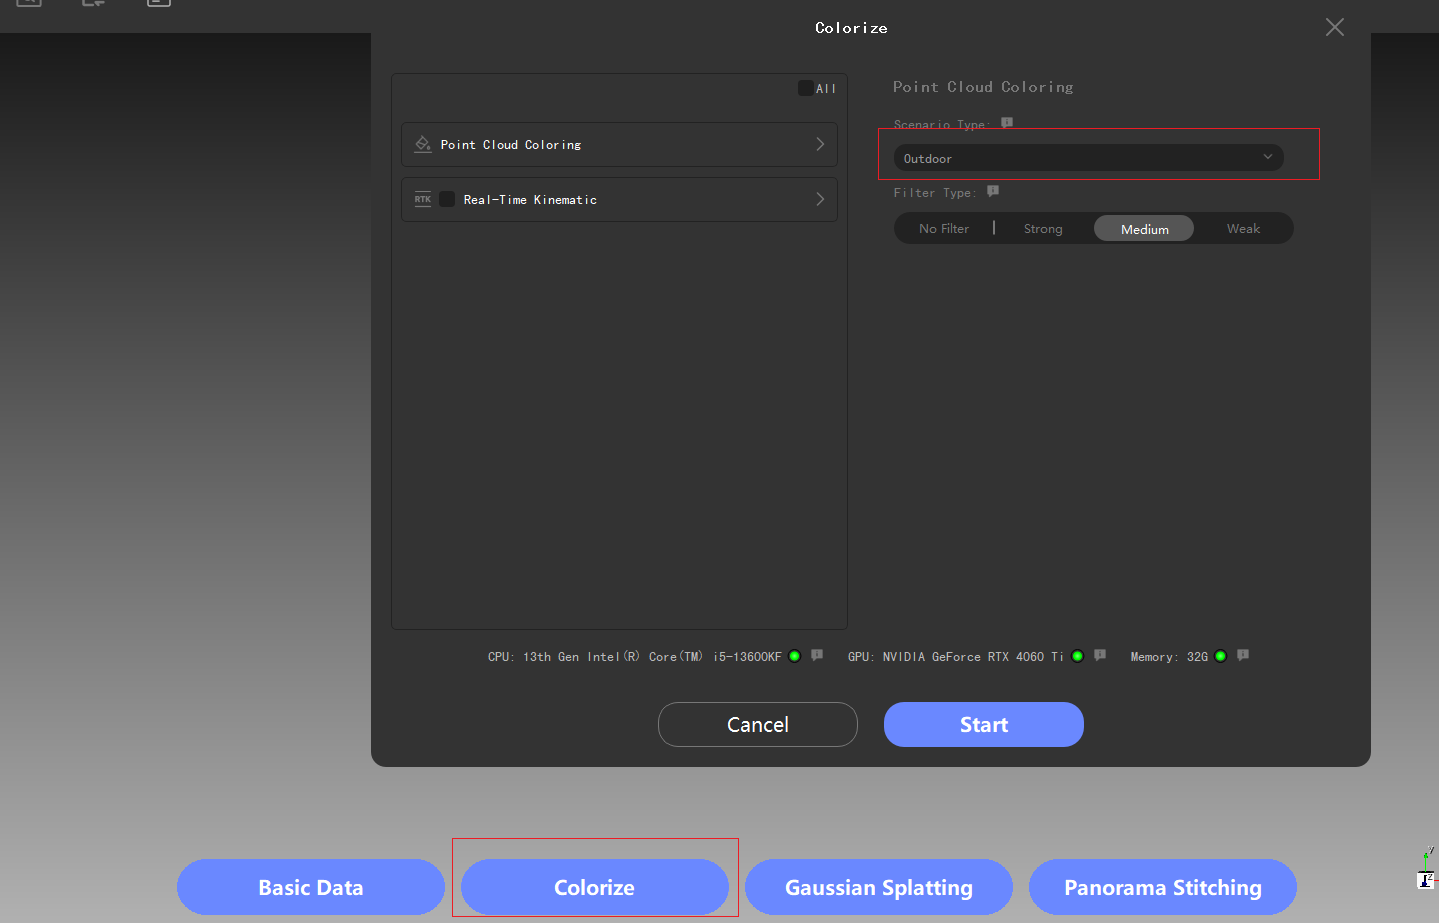 Colorize
All
Point Cloud Coloring
RTK Real-Time Kinematic
Point Cloud Coloring
Scenario Type:
Outdoor
Filter Type:
No Filter Strong Medium Weak
CPU: 13th Gen Intel(R) Core(TM) i5-13600KF GPU: NVIDIA GeForce RTX 4060 Ti Memory: 32G
Cancel Start
Basic Data Colorize Gaussian Splatting Panorama Stitching
y
z